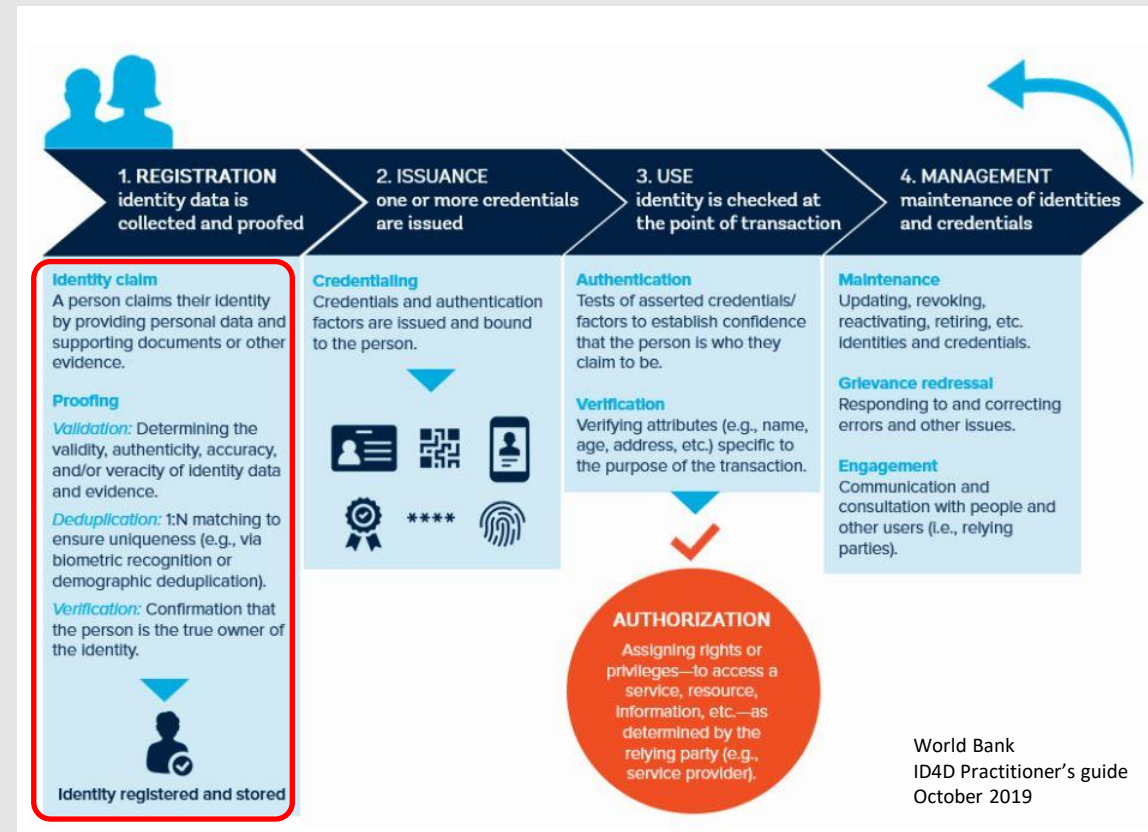 1. REGISTRATION
identity data is
collected and proofed
2. ISSUANCE
one or more credentials
are issued
3. USE
identity is checked at
the point of transaction
4. MANAGEMENT
maintenance of identities
and credentials
Identity claim
A person claims their identity
by providing personal data and
supporting documents or other
evidence.
Proofing
Validation: Determining the
validity, authenticity, accuracy,
and/or veracity of identity data
and evidence.
Deduplication: 1:N matching to
ensure uniqueness (e.g., via
biometric recognition or
demographic deduplication).
Verification: Confirmation that
the person is the true owner of
the identity.
Identity registered and stored
Credentialing
Credentials and authentication
factors are issued and bound
to the person.
****
Authentication
Tests of asserted credentials/
factors to establish confidence
that the person is who they
claim to be.
Verification
Verifying attributes (e.g., name,
age, address, etc.) specific to
the purpose of the transaction.
AUTHORIZATION
Assigning rights or
privileges—to access a
service, resource,
information, etc.—as
determined by the
relying party (e.g.,
service provider).
Maintenance
Updating, revoking,
reactivating, retiring, etc.
identities and credentials.
Grievance redressal
Responding to and correcting
errors and other issues.
Engagement
Communication and
consultation with people and
other users (i.e., relying
parties).
World Bank
ID4D Practitioner's guide
October 2019